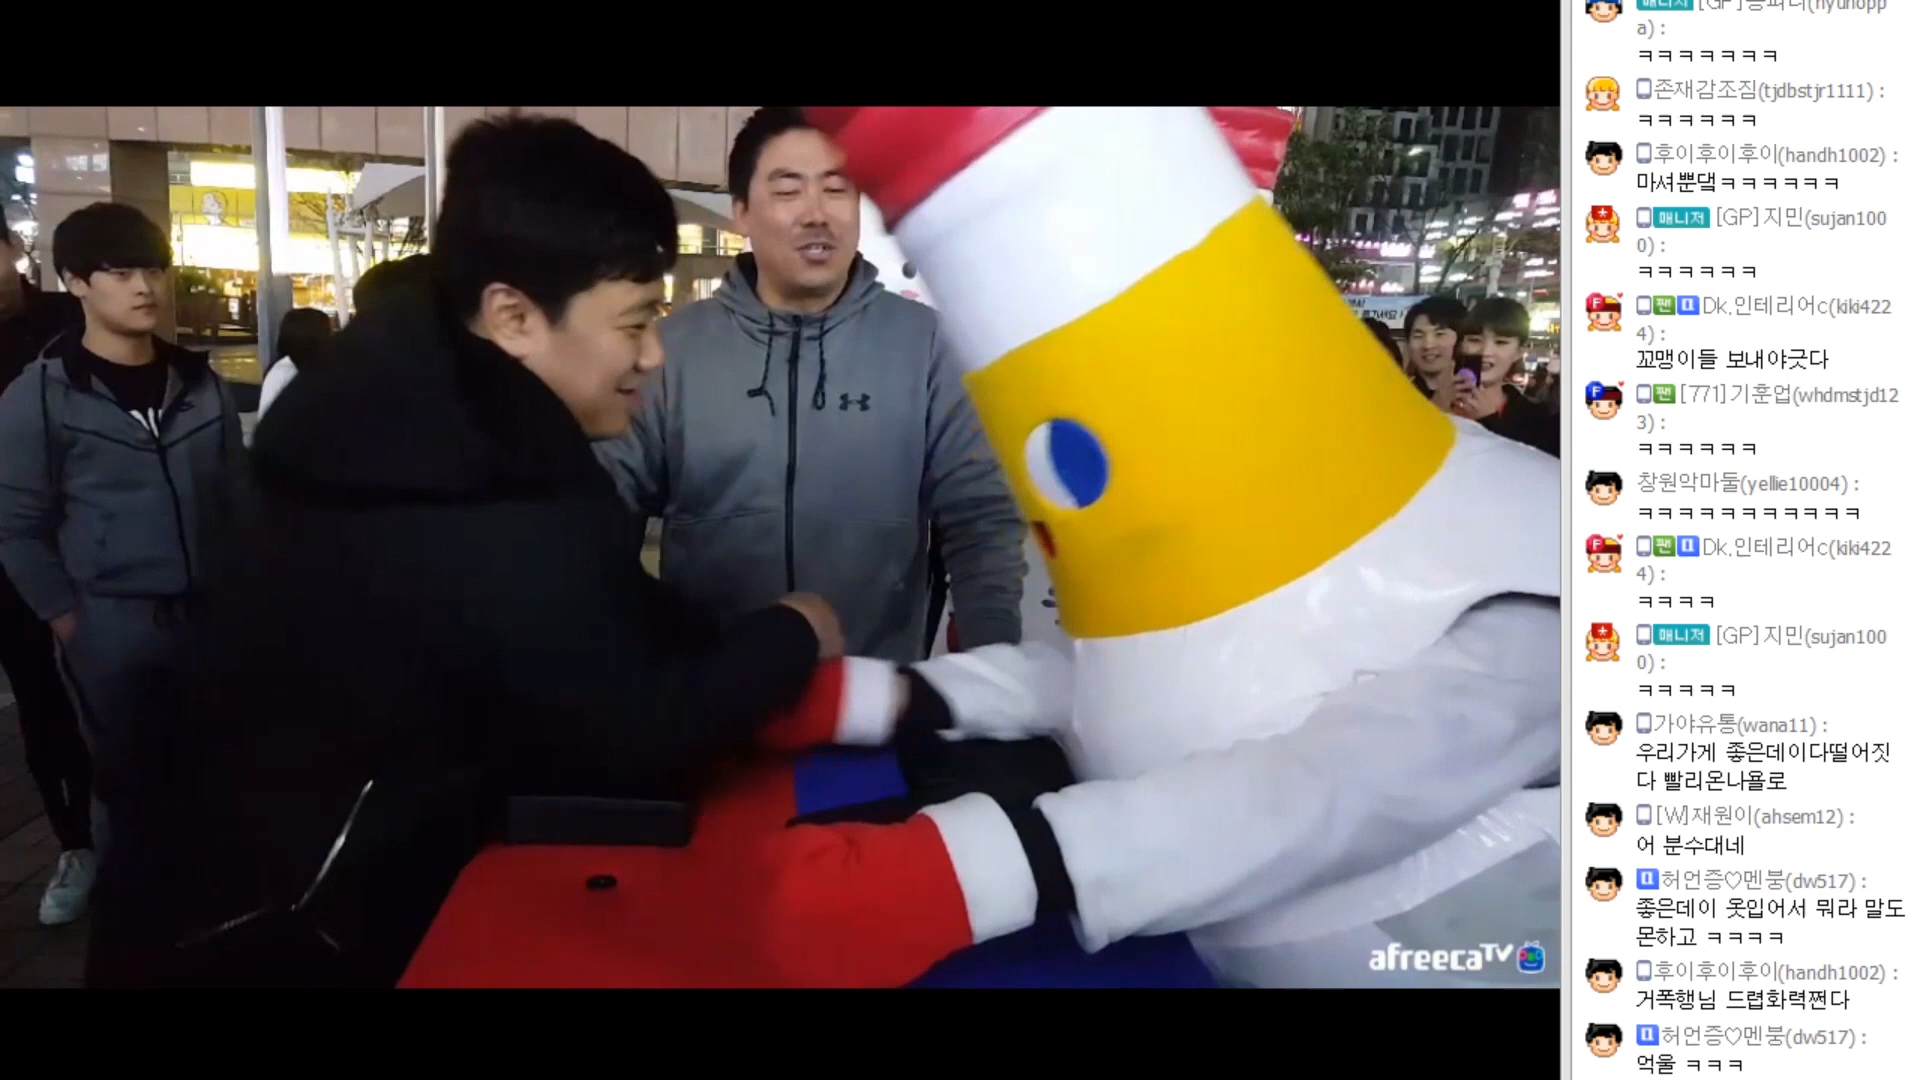 a) :
ㅋㅋㅋㅋㅋㅋㅋ
존재감조짐(tjdbstjr1111) :
ㅋㅋㅋㅋㅋㅋ
후이후이후이(handh1002) :
마셔뿐댘ㅋㅋㅋㅋㅋㅋ
매니저 [GP]지민(sujan100
0) :
ㅋㅋㅋㅋㅋㅋ
팬 Dk.인테리어c(kiki422
4) :
꼬맹이들 보내야긋다
팬 [771]기훈업(whdmstjd12
3) :
ㅋㅋㅋㅋㅋㅋ
창원악마둘(yellie10004) :
ㅋㅋㅋㅋㅋㅋㅋㅋㅋㅋㅋ
팬 Dk.인테리어c(kiki422
4) :
ㅋㅋㅋㅋ
매니저 [GP]지민(sujan100
0) :
ㅋㅋㅋㅋㅋ
가야유통(wana11) :
우리가게 좋은데이다떨어짓
다 빨리온나욜로
[W]재원이(ahsem12) :
어 분수대네
허언증♡멘붕(dw517) :
좋은데이 옷입어서 뭐라 말도
몬하고 ㅋㅋㅋㅋ
후이후이후이(handh1002) :
거폭행님 드렵화력쩐다
허언증♡멘붕(dw517) :
억울 ㅋㅋㅋ
afreecaTV